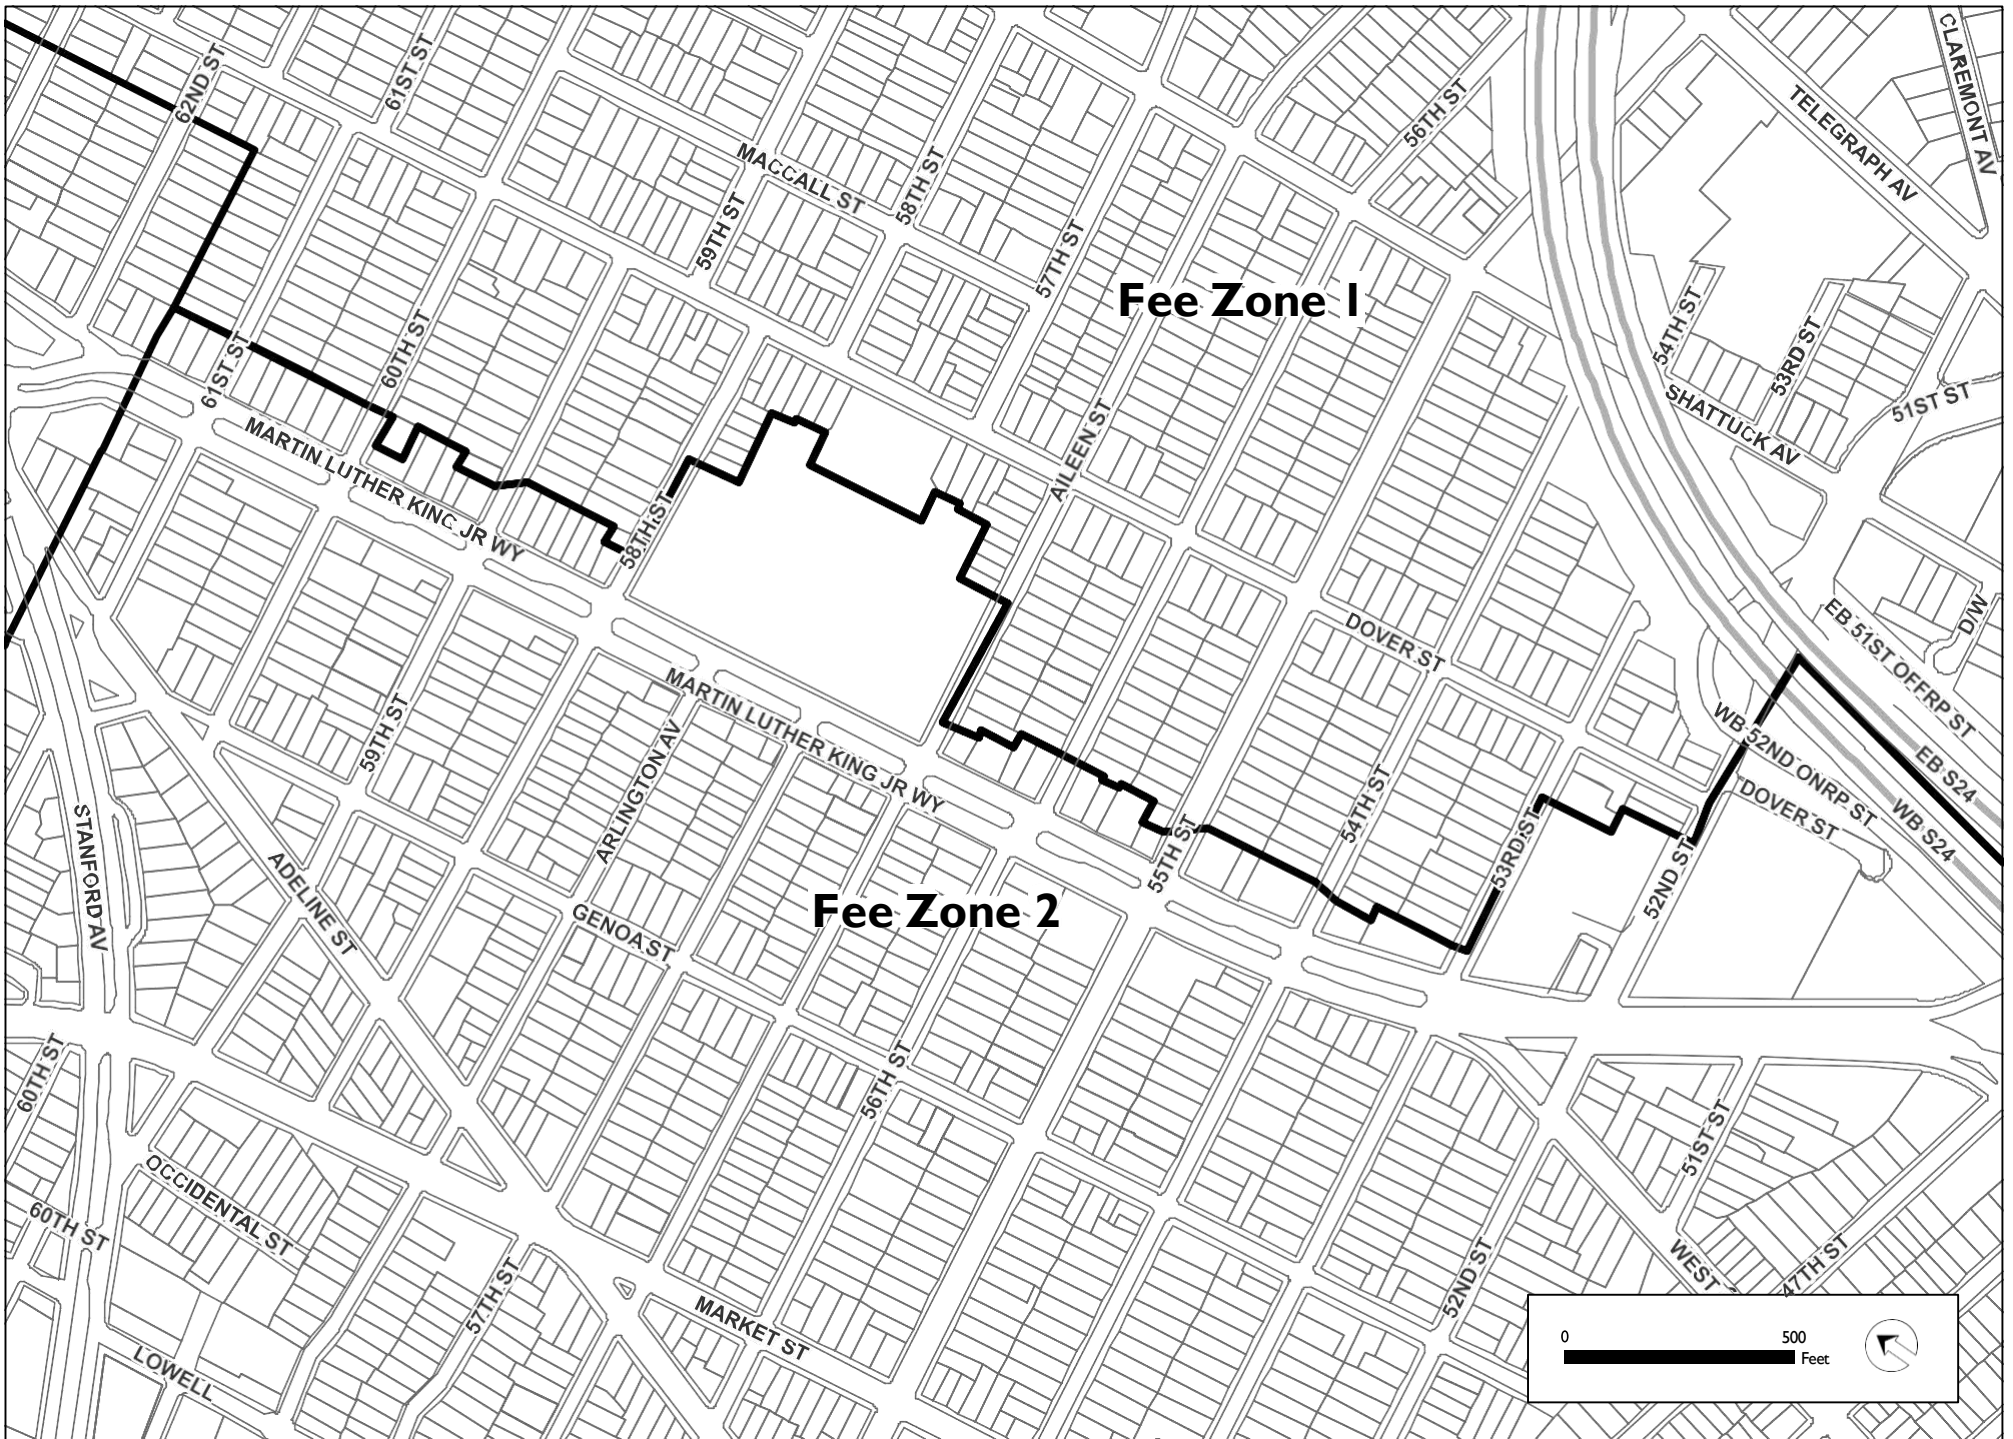 CLAREMONT AV
62ND ST
61ST ST
TELEGRAPH AV
56TH ST
MACCALL ST
58TH ST
59TH ST
57TH ST
Fee Zone 1
54TH ST
53RD ST
60TH ST
61ST ST
51ST ST
SHATTUCK AV
AILEEN ST
MARTIN LUTHER KING JR WY
58TH ST
D/W
EB 51ST OFFRP ST
DOVER ST
MARTIN LUTHER KING JR WY
59TH ST
ARLINGTON AV
WB 52ND ONRP ST
EB S24
54TH ST
DOVER ST
WB S24
STANFORD AV
55TH ST
53RD ST
52ND ST
ADELINE ST
Fee Zone 2
GENOA ST
60TH ST
56TH ST
51ST ST
OCCIDENTAL ST
60TH ST
57TH ST
52ND ST
WEST
47TH ST
MARKET ST
LOWELL
0 500
Feet